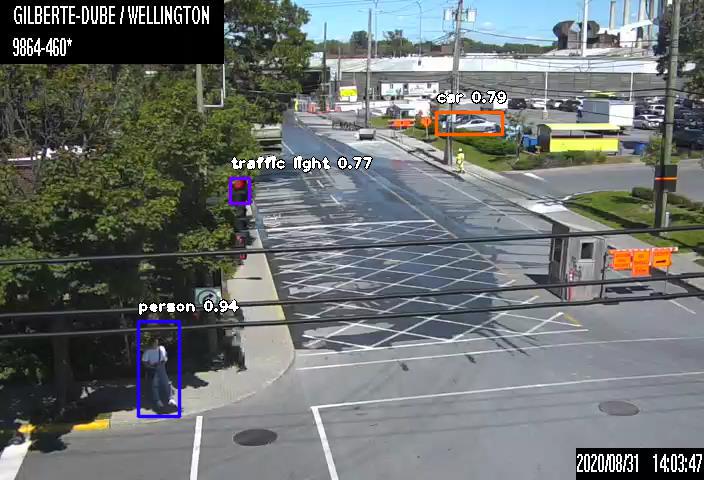 GILBERTE-DUBE / WELLINGTON
9864-460*
car 0.79
traffic light 0.77
person 0.94
2020/08/31 14:03:47